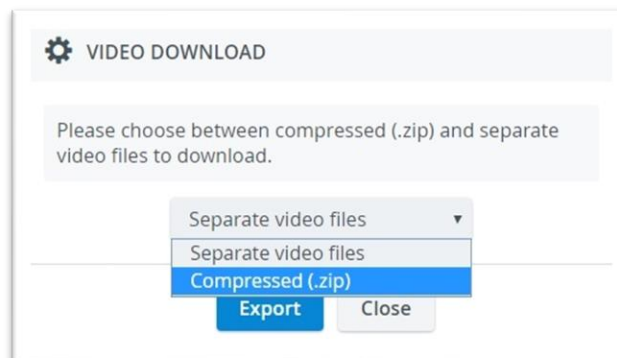 VIDEO DOWNLOAD
Please choose between compressed (.zip) and separate
video files to download.
Separate video files
Separate video files
Compressed (.zip)
Export Close